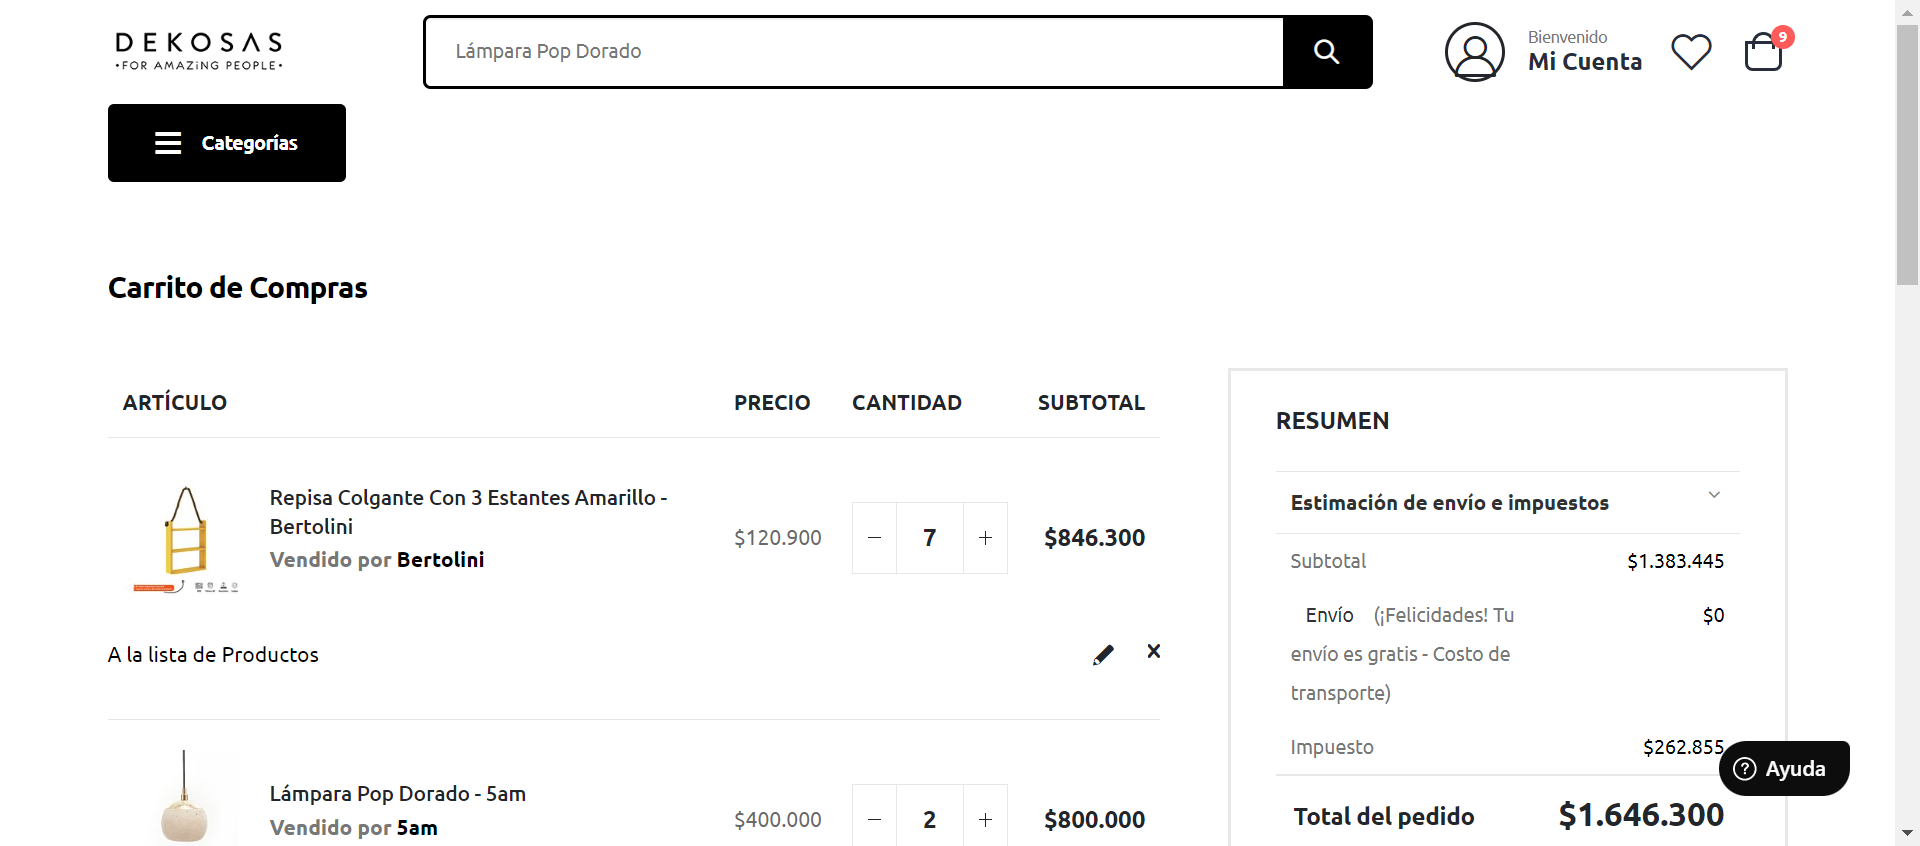 DEKOSAS
•FOR AMAZiNG PEOPLE•
Lámpara Pop Dorado
Bienvenido
Mi Cuenta
9
Categorías
Carrito de Compras
ARTÍCULO PRECIO CANTIDAD SUBTOTAL
Repisa Colgante Con 3 Estantes Amarillo -
Bertolini
Vendido por Bertolini
$120.900 − 7 + $846.300
A la lista de Productos
Lámpara Pop Dorado - 5am
Vendido por 5am
$400.000 − 2 + $800.000
RESUMEN
Estimación de envío e impuestos
Subtotal $1.383.445
Envío (¡Felicidades! Tu $0
envío es gratis - Costo de
transporte)
Impuesto $262.855
Total del pedido $1.646.300
Ayuda